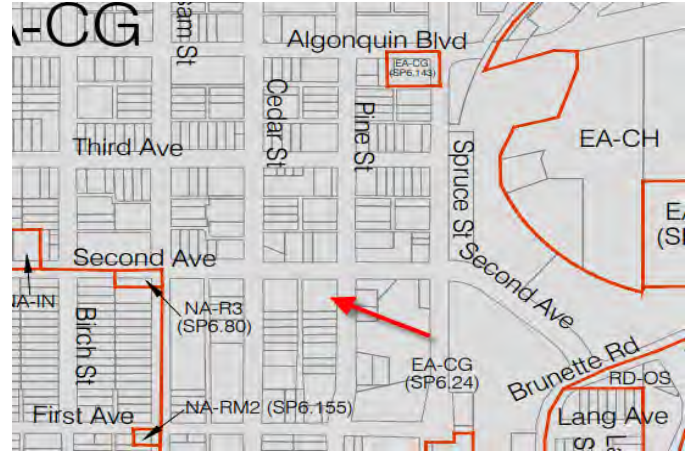 -CG
Algonquin Blvd
EA-CG
(SP6.143)
Cedar St
Pine St
Third Ave
Spruce St
EA-CH
Second Ave
Second Ave
NA-R3
(SP6.80)
Birch St
EA-CG
(SP6.24)
Brunette Rd
RD-OS
First Ave
NA-RM2 (SP6.155)
Lang Ave